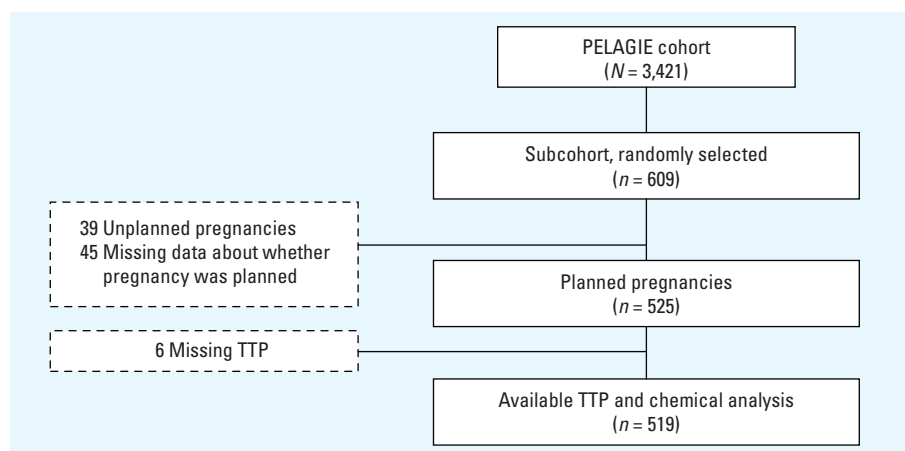 PELAGIE cohort
(N = 3,421)
Subcohort, randomly selected
(n = 609)
39 Unplanned pregnancies
45 Missing data about whether
pregnancy was planned
Planned pregnancies
(n = 525)
6 Missing TTP
Available TTP and chemical analysis
(n = 519)